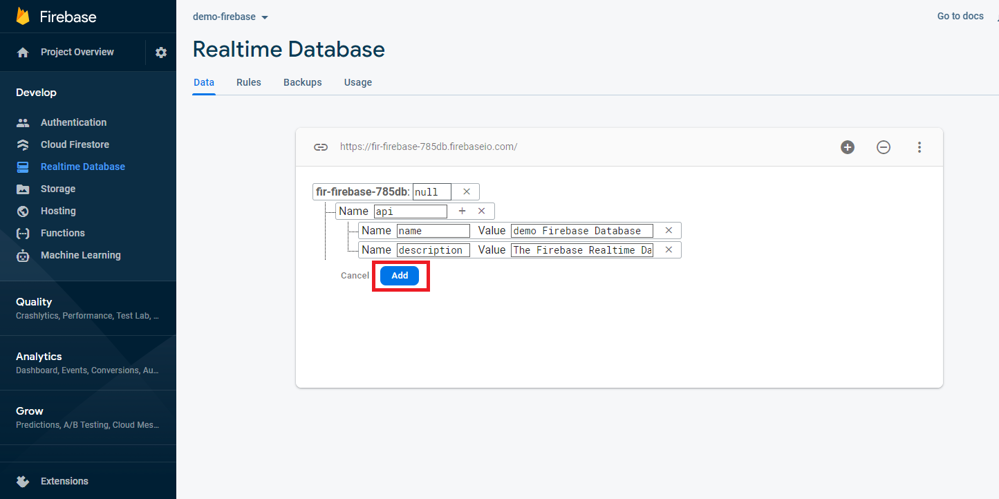 Firebase
Project Overview
Develop
Authentication
Cloud Firestore
Realtime Database
Storage
Hosting
Functions
Machine Learning
Quality
Crashlytics, Performance, Test Lab, ...
Analytics
Dashboard, Events, Conversions, Au...
Grow
Predictions, A/B Testing, Cloud Mes...
Extensions
demo-firebase
Go to docs
Realtime Database
Data Rules Backups Usage
https://fir-firebase-785db.firebaseio.com/
fir-firebase-785db: null
Name api
Name name Value demo Firebase Database
Name description Value The Firebase Realtime Da
Cancel Add